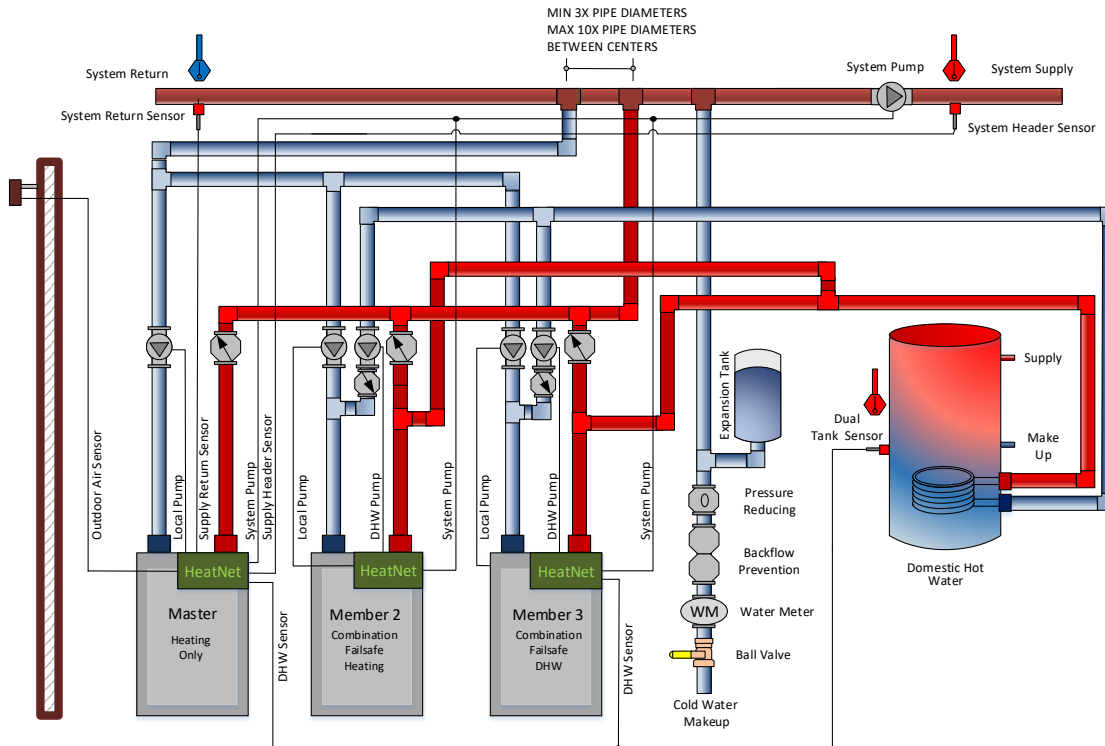 MIN 3X PIPE DIAMETERS
MAX 10X PIPE DIAMETERS
BETWEEN CENTERS
System Return
System Pump
System Supply
System Return Sensor
System Header Sensor
Outdoor Air Sensor
Local Pump
Supply Return Sensor
System Pump
Supply Header Sensor
Local Pump
DHW Pump
System Pump
Local Pump
DHW Pump
System Pump
Expansion Tank
Supply
Dual
Tank Sensor
Make
Up
Pressure
Reducing
Backflow
Prevention
Domestic Hot
Water
HeatNet
HeatNet
HeatNet
Master
Heating
Only
Member 2
Combination
Failsafe
Heating
Member 3
Combination
Failsafe
DHW
DHW Sensor
DHW Sensor
0
WM
Water Meter
Ball Valve
Cold Water
Makeup